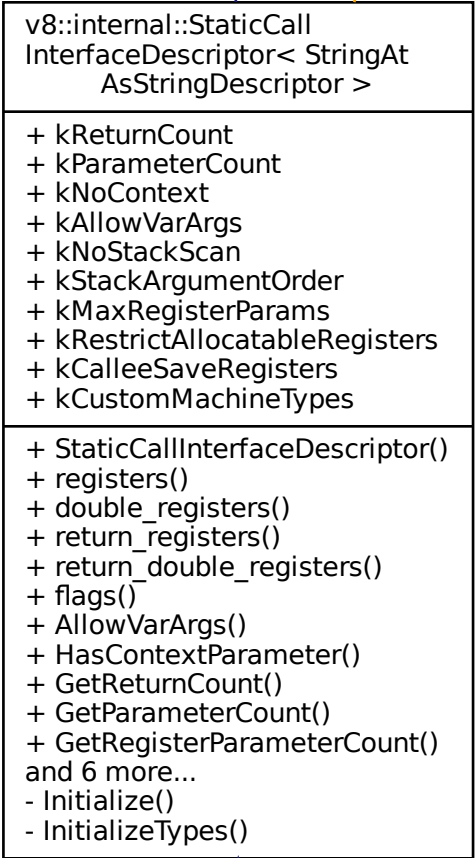 v8::internal::StaticCall
InterfaceDescriptor< StringAt
AsStringDescriptor >
+ kReturnCount
+ kParameterCount
+ kNoContext
+ kAllowVarArgs
+ kNoStackScan
+ kStackArgumentOrder
+ kMaxRegisterParams
+ kRestrictAllocatableRegisters
+ kCalleeSaveRegisters
+ kCustomMachineTypes
+ StaticCallInterfaceDescriptor()
+ registers()
+ double_registers()
+ return_registers()
+ return_double_registers()
+ flags()
+ AllowVarArgs()
+ HasContextParameter()
+ GetReturnCount()
+ GetParameterCount()
+ GetRegisterParameterCount()
and 6 more...
- Initialize()
- InitializeTypes()